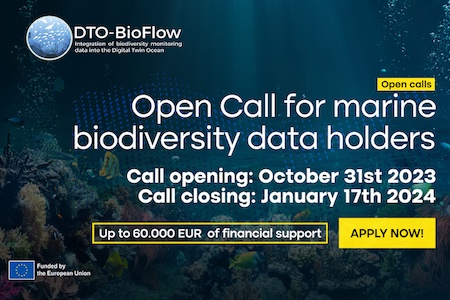 DTO-BioFlow
Integration of biodiversity monitoring
data into the Digital Twin Ocean
Open calls
Open Call for marine
biodiversity data holders
Call opening: October 31st 2023
Call closing: January 17th 2024
Up to 60.000 EUR of financial support
APPLY NOW!
Funded by
the European Union